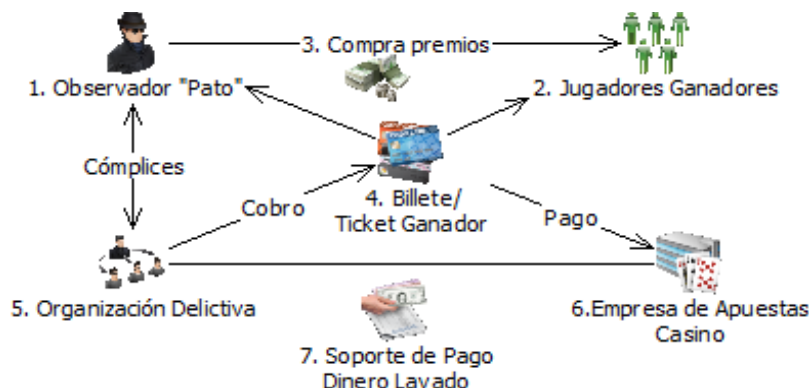 3. Compra premios
1. Observador "Pato"
2. Jugadores Ganadores
Cómplices
4. Billete/
Ticket Ganador
Cobro
Pago
5. Organización Delictiva
6.Empresa de Apuestas
Casino
7. Soporte de Pago
Dinero Lavado